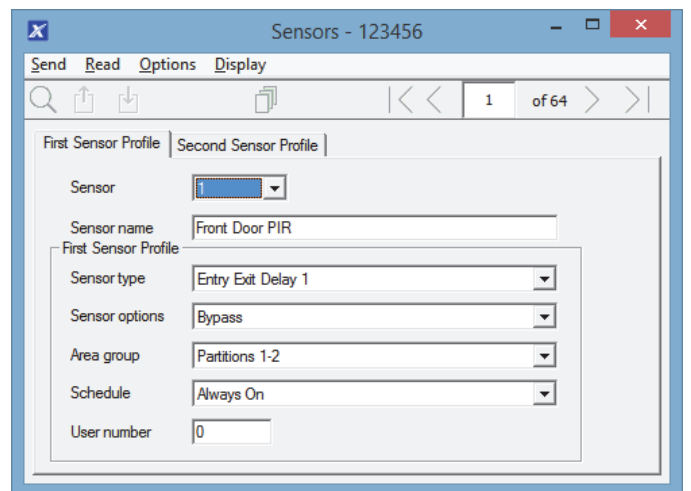 Sensors - 123456
Send Read Options Display
1 of 64
First Sensor Profile Second Sensor Profile
Sensor 1
Sensor name Front Door PIR
First Sensor Profile
Sensor type Entry Exit Delay 1
Sensor options Bypass
Area group Partitions 1-2
Schedule Always On
User number 0